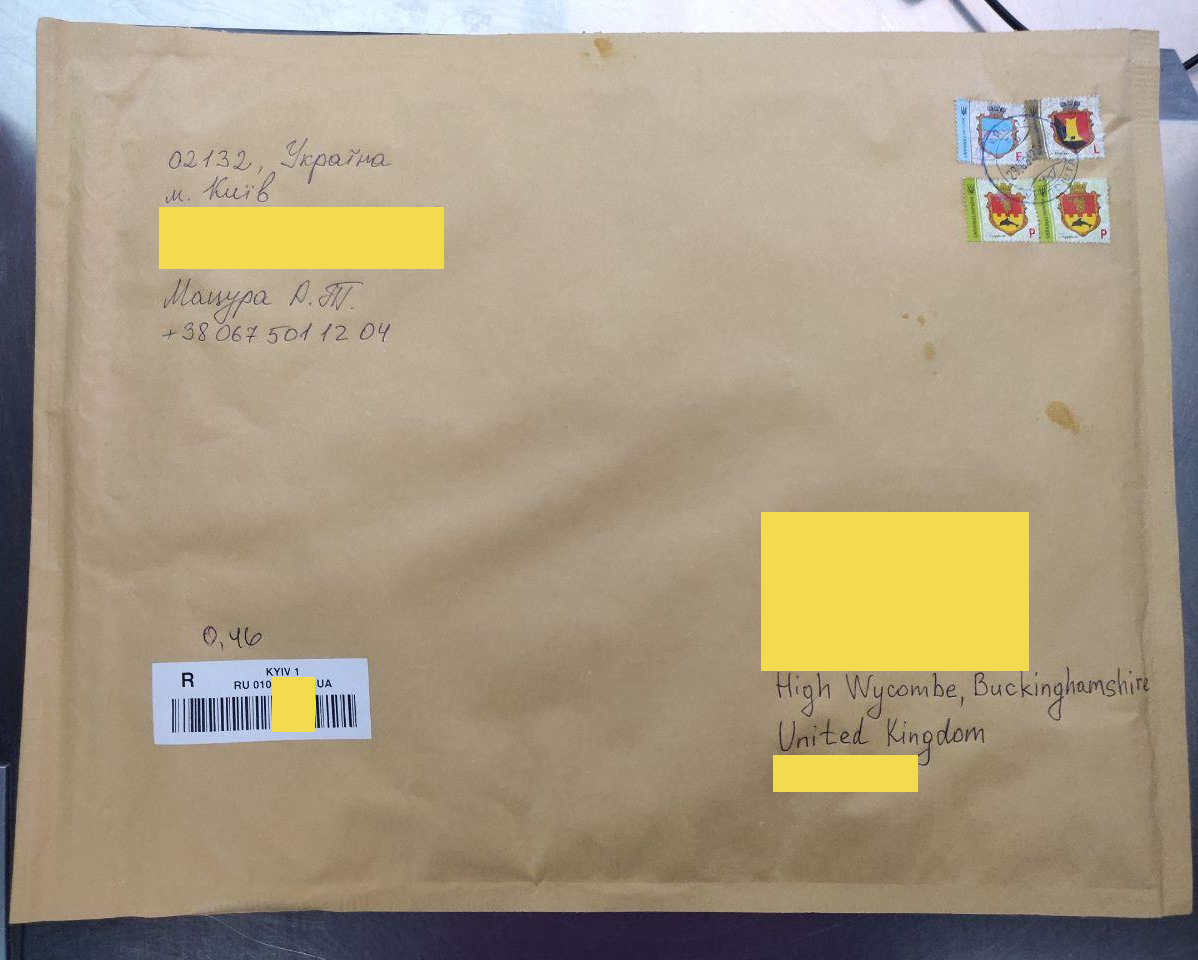 02132, Україна
м. Київ
Мацура А.П.
+38 067 501 12 04
F
L
P
P
0,46
R
KYIV 1
RU 010
UA
High Wycombe, Buckinghamshire
United Kingdom